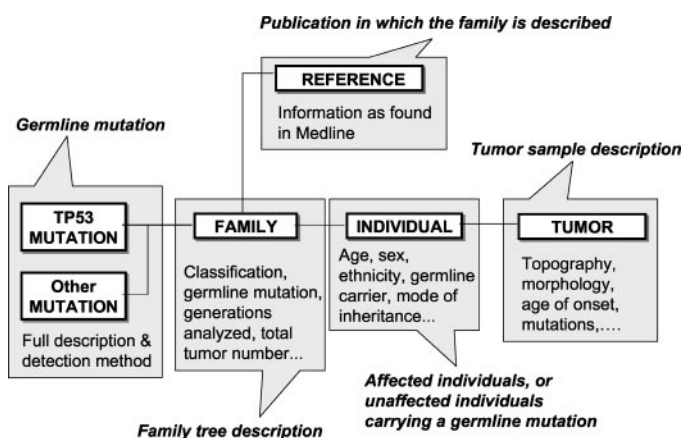 Publication in which the family is described
REFERENCE
Information as found
in Medline
Germline mutation
TP53
MUTATION
Other
MUTATION
Full description &
detection method
FAMILY
Classification,
germline mutation,
generations
analyzed, total
tumor number...
Family tree description
INDIVIDUAL
Age, sex,
ethnicity, germline
carrier, mode of
inheritance...
Affected individuals, or
unaffected individuals
carrying a germline mutation
Tumor sample description
TUMOR
Topography,
morphology,
age of onset,
mutations,....